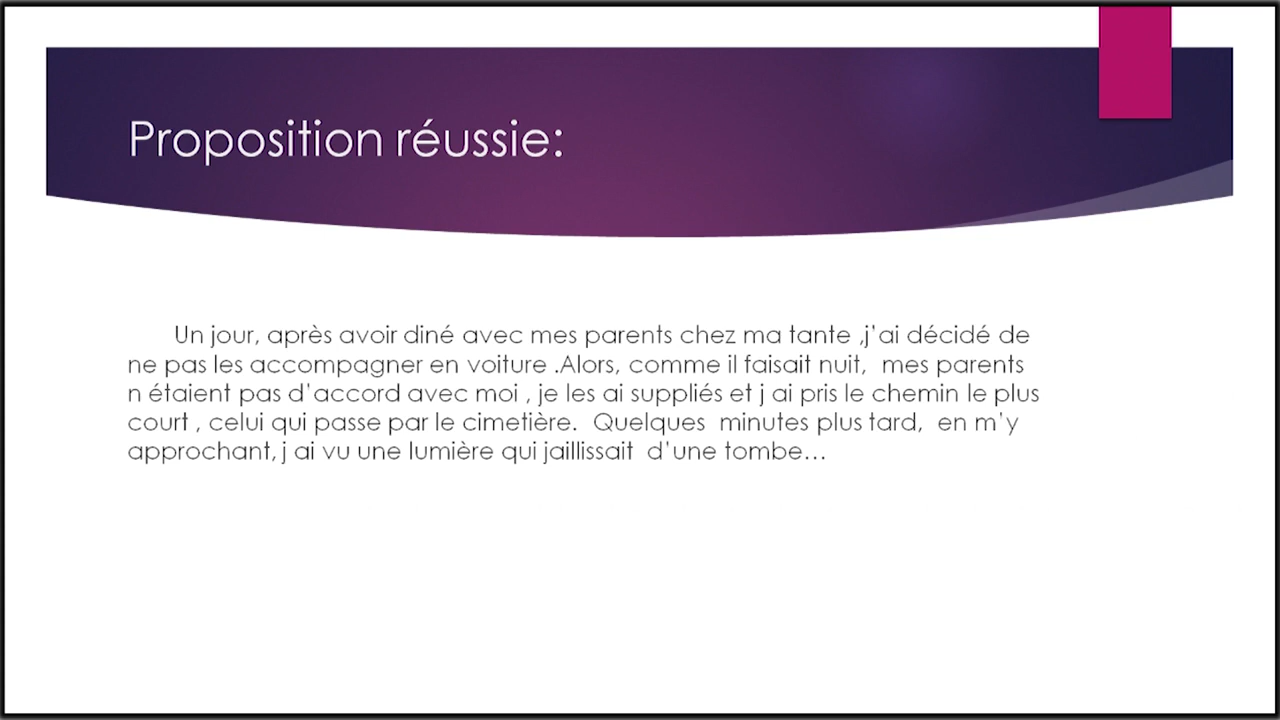 Proposition réussie:
Un jour, après avoir diné avec mes parents chez ma tante ,j'ai décidé de
ne pas les accompagner en voiture .Alors, comme il faisait nuit, mes parents
n étaient pas d'accord avec moi , je les ai suppliés et j ai pris le chemin le plus
court , celui qui passe par le cimetière. Quelques minutes plus tard, en m'y
approchant, j ai vu une lumière qui jaillissait d'une tombe...